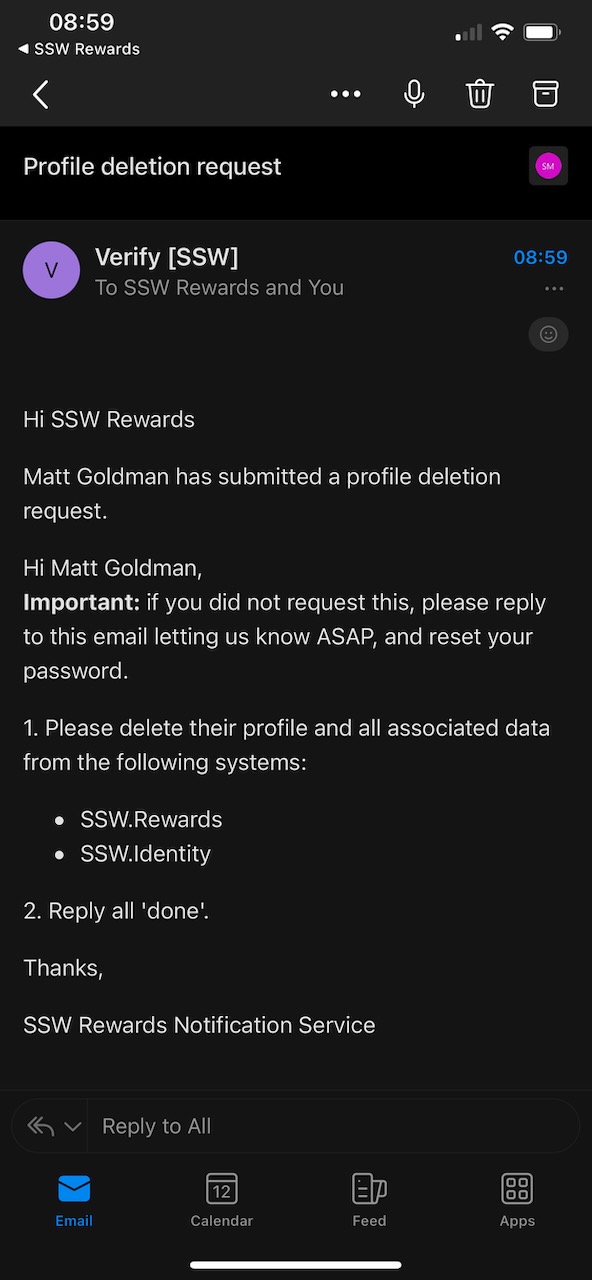 08:59
◀ SSW Rewards
Profile deletion request
SM
V
Verify [SSW]
08:59
To SSW Rewards and You
Hi SSW Rewards
Matt Goldman has submitted a profile deletion
request.
Hi Matt Goldman,
Important: if you did not request this, please reply
to this email letting us know ASAP, and reset your
password.
1. Please delete their profile and all associated data
from the following systems:
• SSW.Rewards
• SSW.Identity
2. Reply all 'done'.
Thanks,
SSW Rewards Notification Service
Reply to All
12
Email
Calendar
Feed
Apps